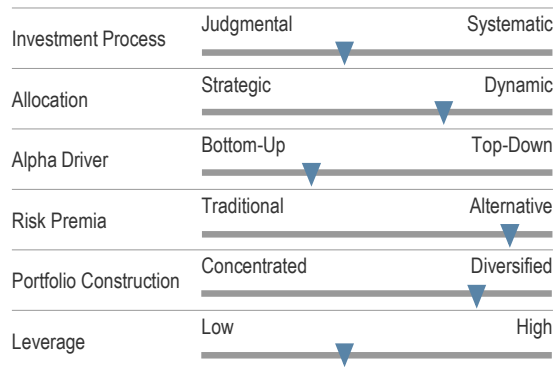 Investment Process Judgmental Systematic
Allocation Strategic Dynamic
Alpha Driver Bottom-Up Top-Down
Risk Premia Traditional Alternative
Portfolio Construction Concentrated Diversified
Leverage Low High